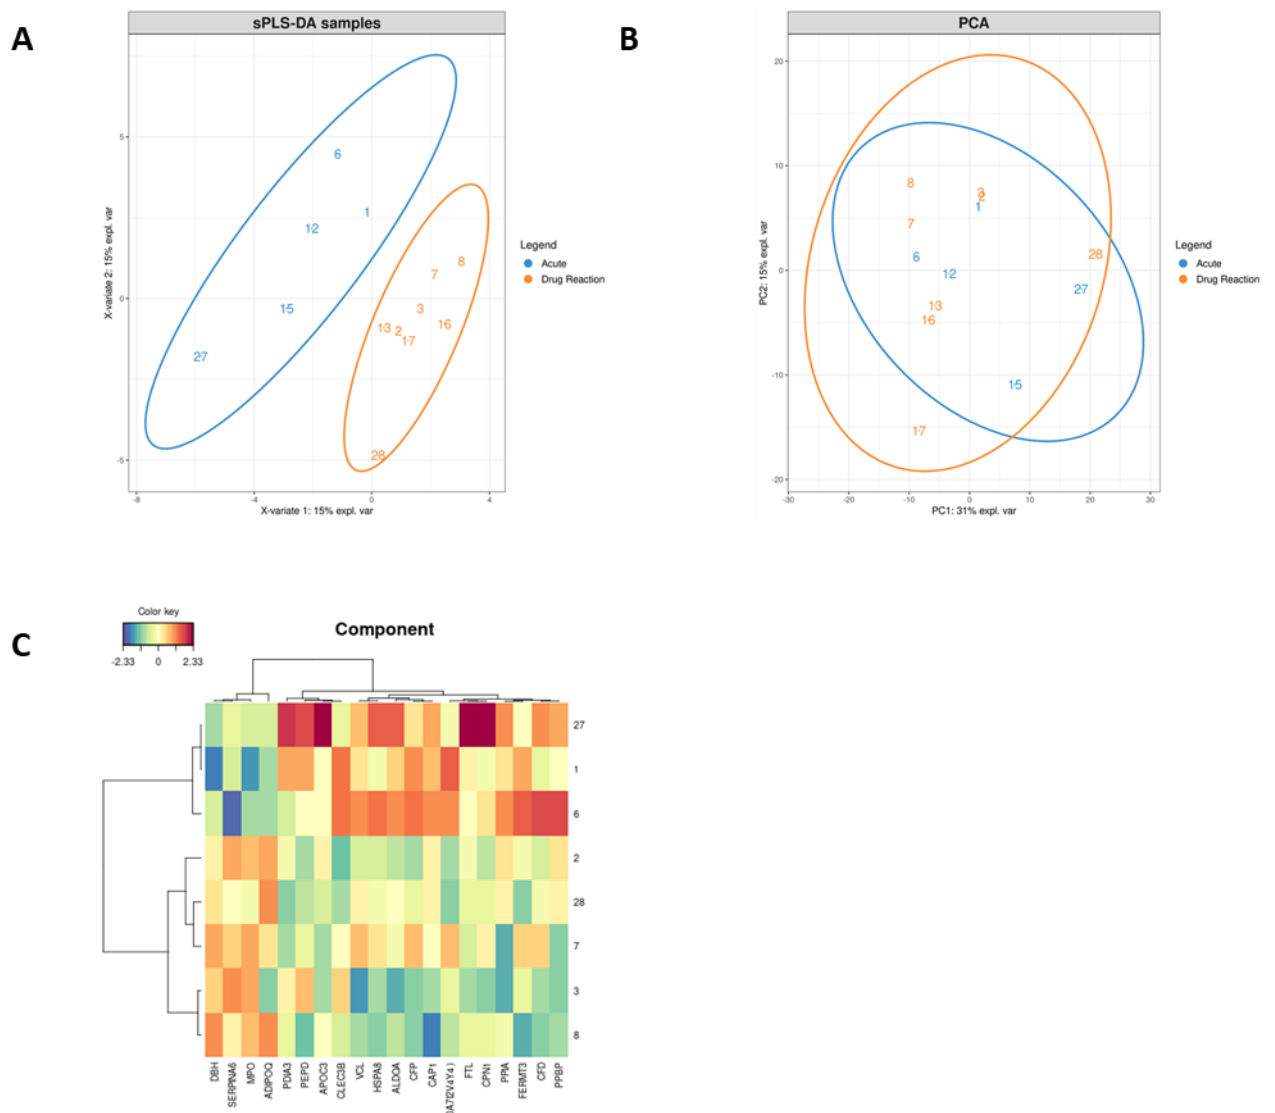 A
sPLS-DA samples
5
0
-5
-8
-4
0
4
X-variate 2: 15% expl. var
X-variate 1: 15% expl. var
6
1
12
15
27
8
7
3
13
2
17
16
28
Legend
Acute
Drug Reaction
B
PCA
20
10
0
-10
-20
-30
-20
-10
0
10
20
30
PC2: 15% expl. var
PC1: 31% expl. var
8
3
2
1
7
6
12
28
27
13
16
15
17
Legend
Acute
Drug Reaction
C
Color key
-2.33
0
2.33
Component
27
1
6
2
28
7
3
8
DBH
SERPINA6
MPO
ADIPOQ
PDIA3
PEPD
APOC3
CLEC3B
VCL
HSPA8
ALDOA
CFP
CAP1
0A7I2V4Y4)
FTL
CPN1
PPIA
FERMT3
CFD
PPBP